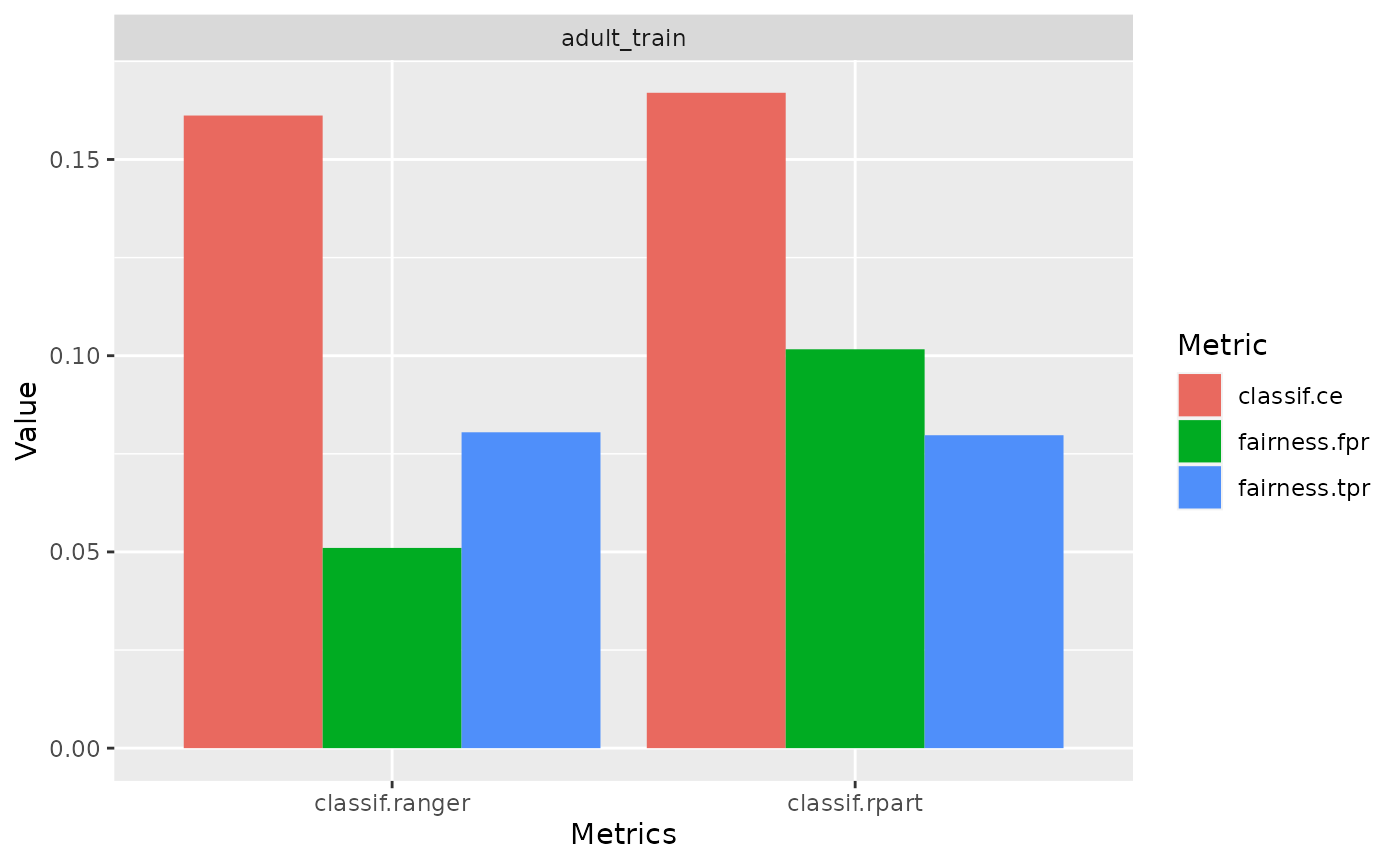 adult_train
0.15
0.10
0.05
0.00
Value
classif.ranger
classif.rpart
Metrics
Metric
classif.ce
fairness.fpr
fairness.tpr